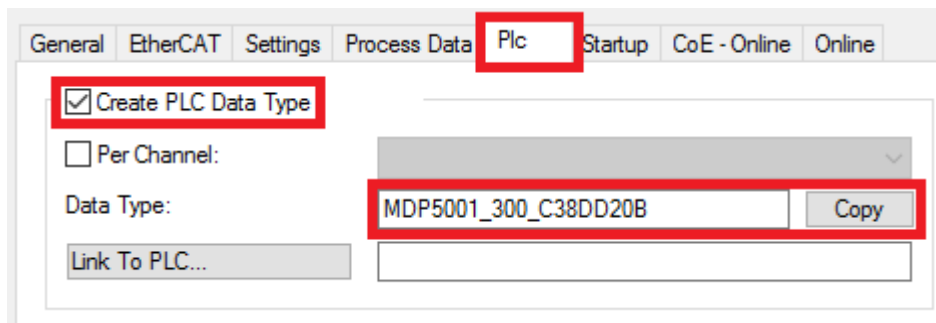 General EtherCAT Settings Process Data Plc Startup CoE - Online Online
Create PLC Data Type
Per Channel:
Data Type: MDP5001_300_C38DD20B Copy
Link To PLC...